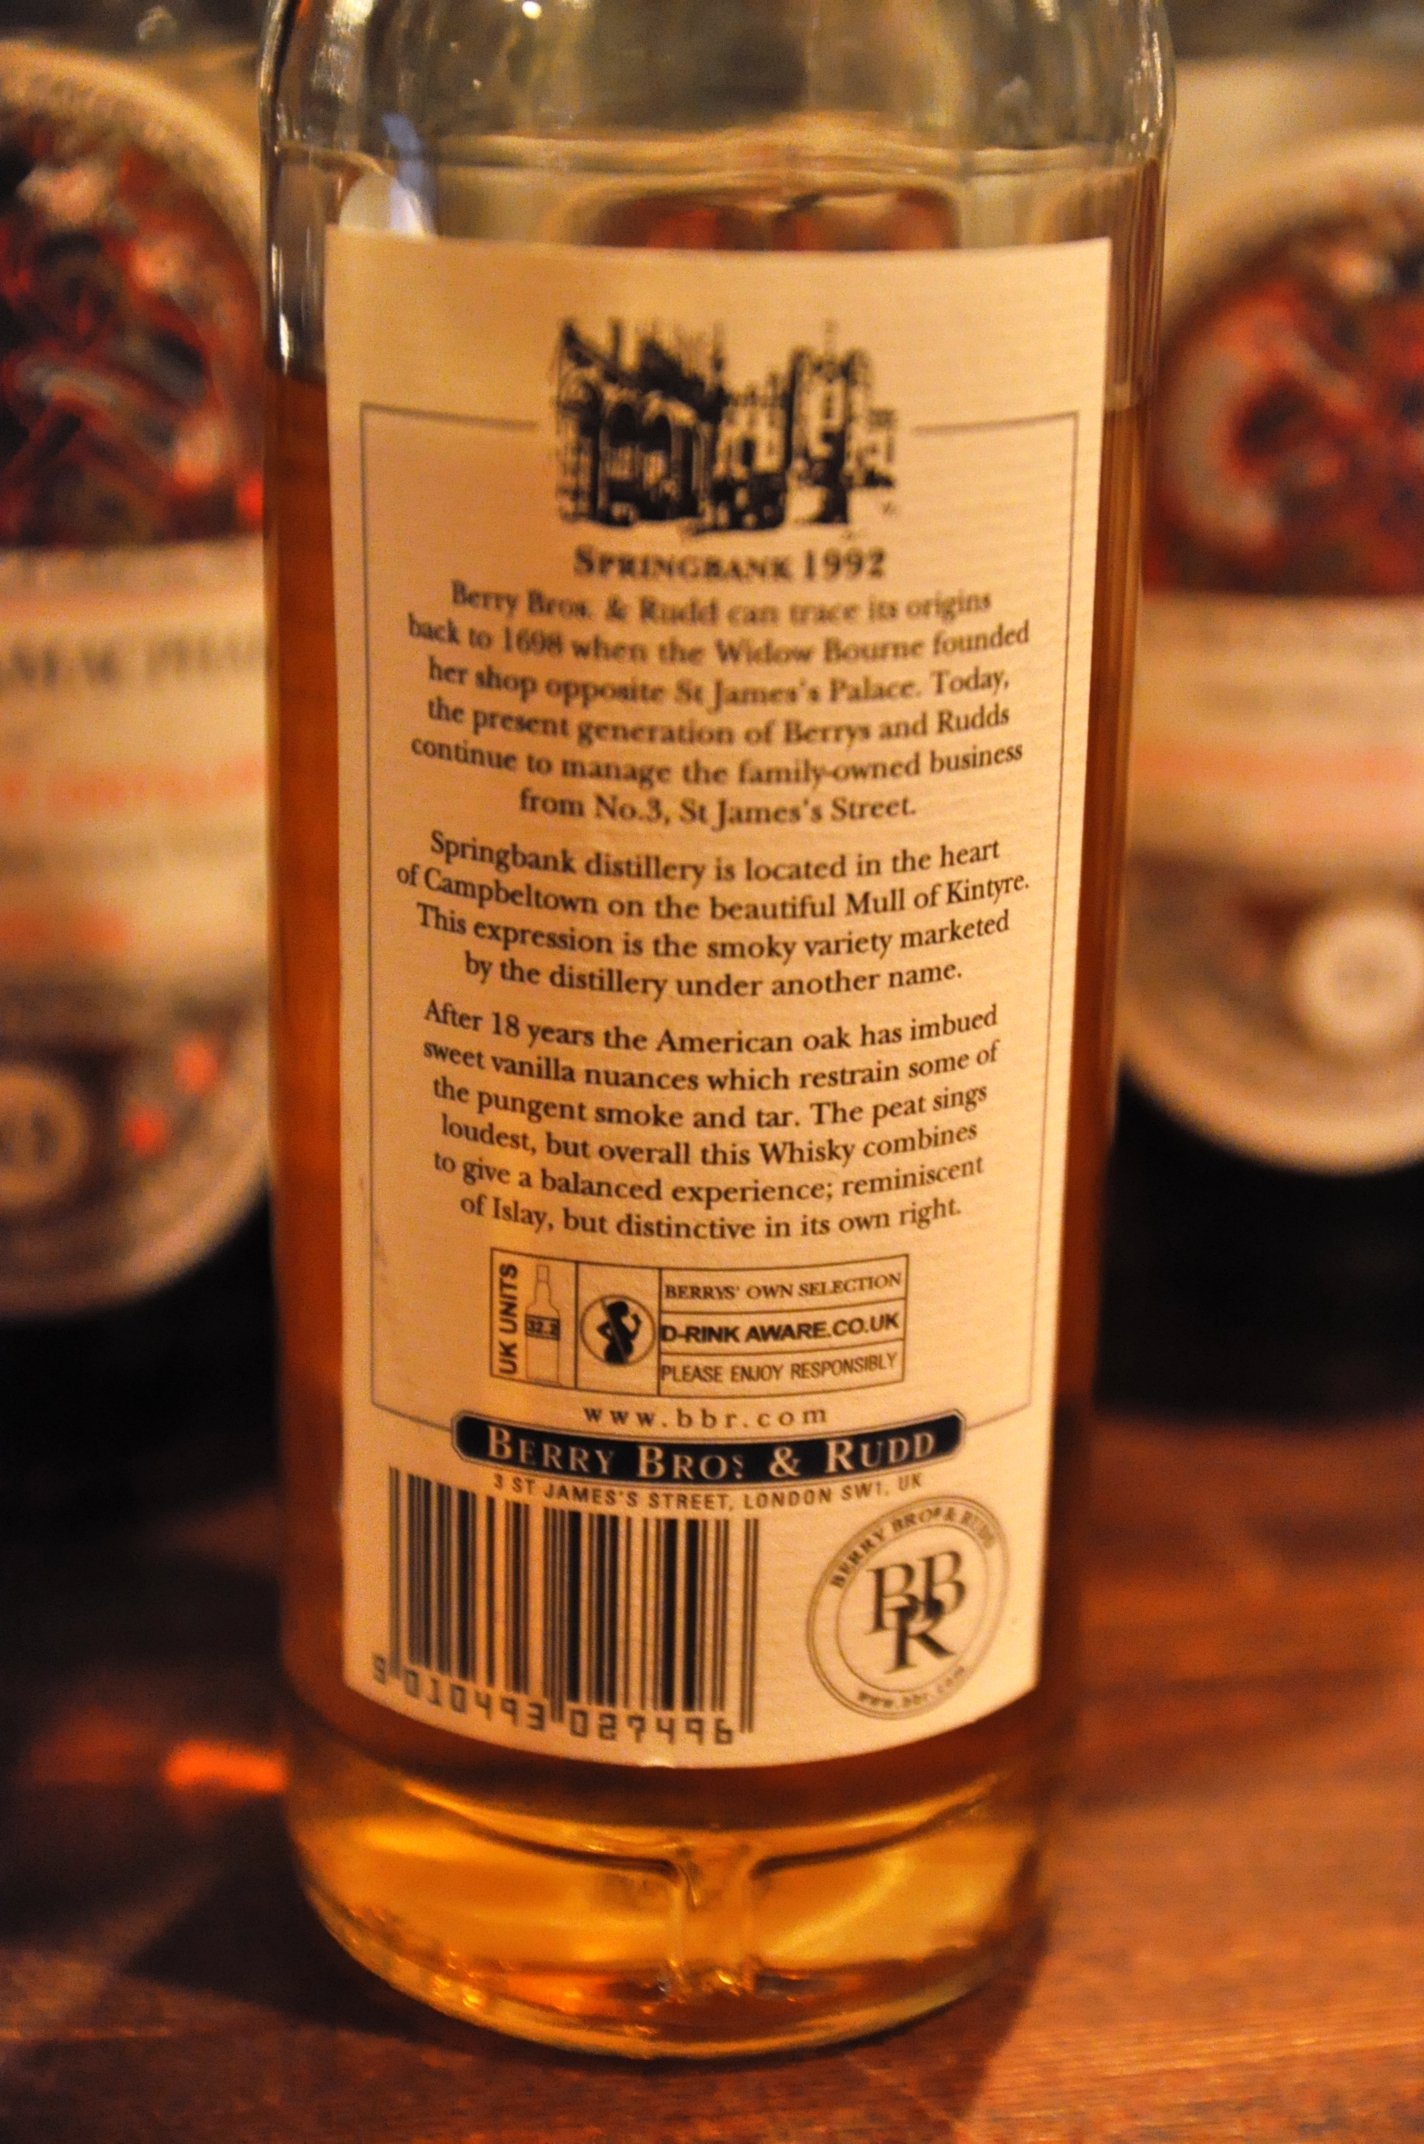 SPRINGBANK 1992
Berry Bros. & Rudd can trace its origins
back to 1698 when the Widow Bourne founded
her shop opposite St James's Palace. Today,
the present generation of Berrys and Rudds
continue to manage the family-owned business
from No.3, St James's Street.
Springbank distillery is located in the heart
of Campbeltown on the beautiful Mull of Kintyre.
This expression is the smoky variety marketed
by the distillery under another name.
After 18 years the American oak has imbued
sweet vanilla nuances which restrain some of
the pungent smoke and tar. The peat sings
loudest, but overall this Whisky combines
to give a balanced experience; reminiscent
of Islay, but distinctive in its own right.
UK UNITS
32.2
BERRYS' OWN SELECTION
D-RINK AWARE.CO.UK
PLEASE ENJOY RESPONSIBLY
www.bbr.com
BERRY BROS & RUDD
3 ST JAMES'S STREET, LONDON SW1, UK
BERRY BROS & RUDD
BBR
www.bbr.com
5 010493 027496